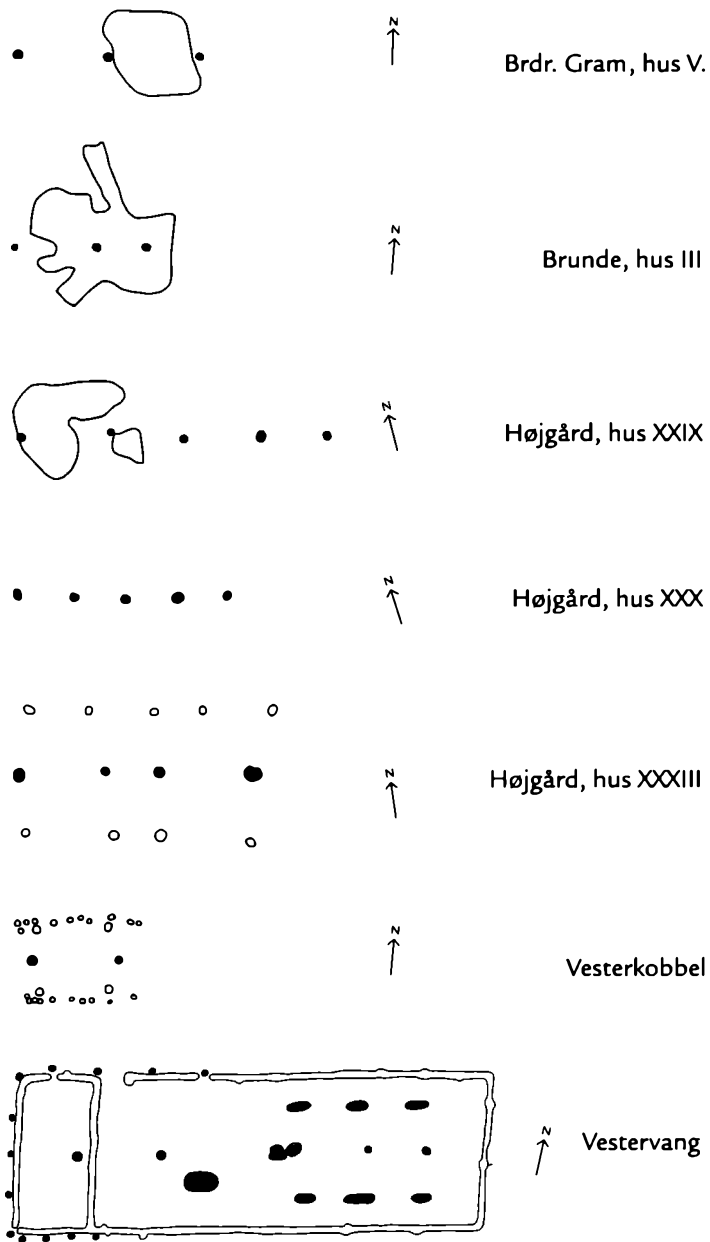 N
Brdr. Gram, hus V.
N
Brunde, hus III
N
Højgård, hus XXIX
N
Højgård, hus XXX
N
Højgård, hus XXXIII
N
Vesterkobbel
N
Vestervang